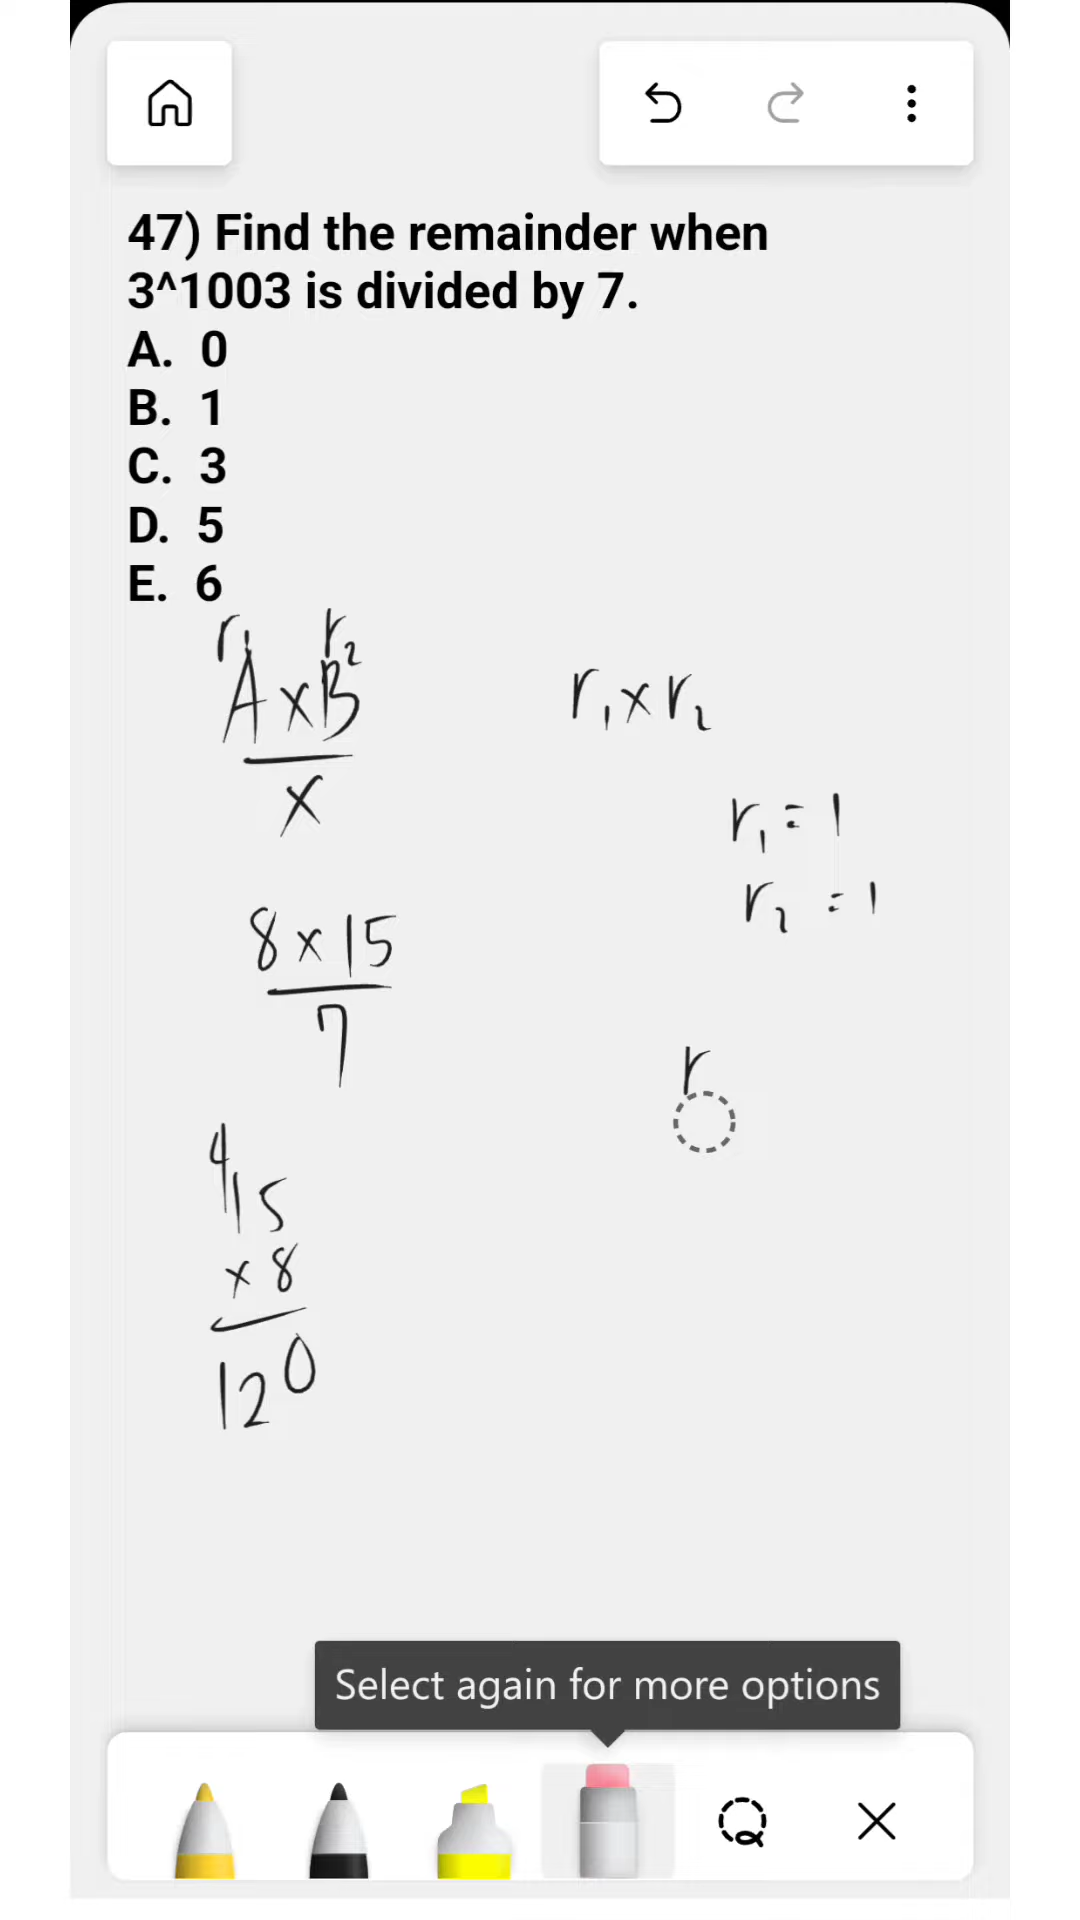 47) Find the remainder when
3^1003 is divided by 7.
A. 0
B. 1
C. 3
D. 5
E. 6
r1 r2
A x B
x
r1 x r2
r1 = 1
r2 = 1
8 x 15
7
r
4
15
x 8
120
Select again for more options